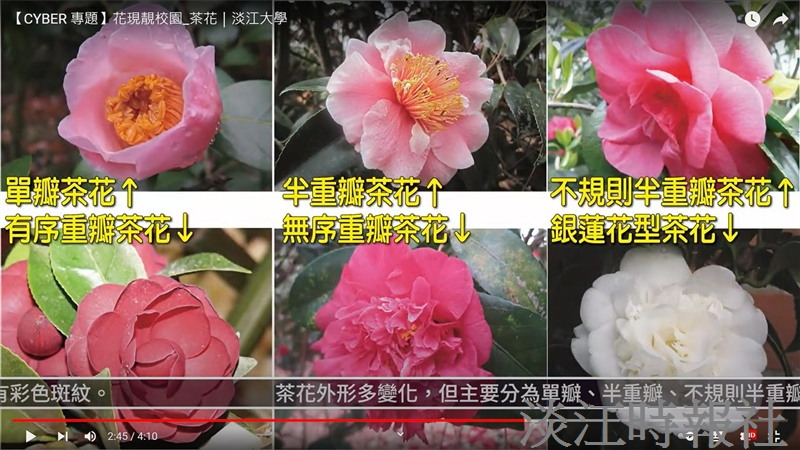 【CYBER 專題】花現靚校園_茶花｜淡江大學
單瓣茶花↑
半重瓣茶花↑
不規則半重瓣茶花↑
有序重瓣茶花↓
無序重瓣茶花↓
銀蓮花型茶花↓
有彩色斑紋。
茶花外形多變化，但主要分為單瓣、半重瓣、不規則半重瓣
淡江時報社
2:45 / 4:10